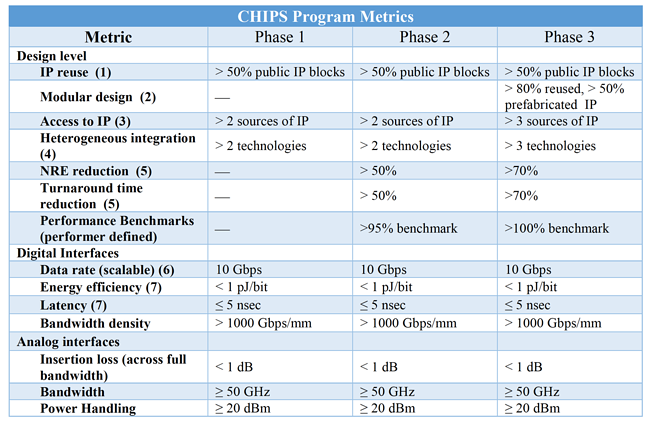 CHIPS Program Metrics
Metric Phase 1 Phase 2 Phase 3
Design level
IP reuse (1) > 50% public IP blocks > 50% public IP blocks > 50% public IP blocks
Modular design (2) — > 80% reused, > 50%
prefabricated IP
Access to IP (3) > 2 sources of IP > 2 sources of IP > 3 sources of IP
Heterogeneous integration
(4) > 2 technologies > 2 technologies > 3 technologies
NRE reduction (5) — > 50% >70%
Turnaround time
reduction (5) — > 50% >70%
Performance Benchmarks
(performer defined) — >95% benchmark >100% benchmark
Digital Interfaces
Data rate (scalable) (6) 10 Gbps 10 Gbps 10 Gbps
Energy efficiency (7) < 1 pJ/bit < 1 pJ/bit < 1 pJ/bit
Latency (7) ≤ 5 nsec ≤ 5 nsec ≤ 5 nsec
Bandwidth density > 1000 Gbps/mm > 1000 Gbps/mm > 1000 Gbps/mm
Analog interfaces
Insertion loss (across full
bandwidth) < 1 dB < 1 dB < 1 dB
Bandwidth ≥ 50 GHz ≥ 50 GHz ≥ 50 GHz
Power Handling ≥ 20 dBm ≥ 20 dBm ≥ 20 dBm